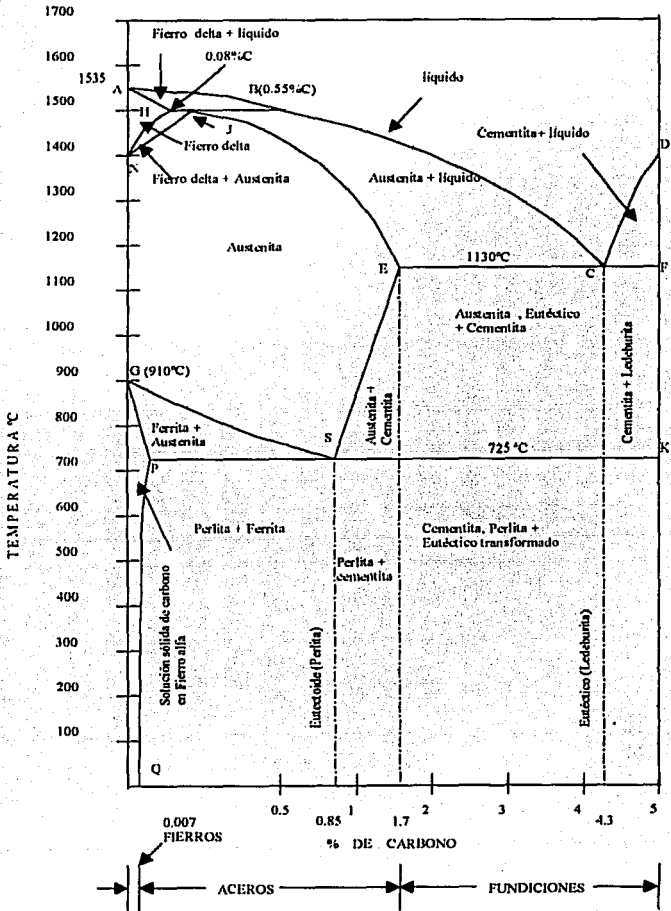 1700
Fierro delta + líquido
1600
0.08%C
1535
A
B(0.55%C)
líquido
1500
H
J
Cementita + líquido
Fierro delta
D
1400
N
Fierro delta + Austenita
Austenita + líquido
1300
Austenita
1200
1130ºC
E
C
F
1100
Austenita , Eutéctico
+ Cementita
1000
Cementita + Ledeburita
900
G (910ºC)
Austenita +
Cementita
800
Ferrita +
Austenita
S
725 ºC
K
700
P
TEMPERATURA ºC
600
Perlita + Ferrita
Cementita, Perlita +
Eutéctico transformado
500
Perlita +
cementita
400
Solución sólida de carbono
en Fierro alfa
300
Eutectoide (Perlita)
Eutéctico (Ledeburita)
200
100
Q
0.5
1
2
3
4
5
0.007
0.85
1.7
4.3
FIERROS
% DE CARBONO
ACEROS
FUNDICIONES